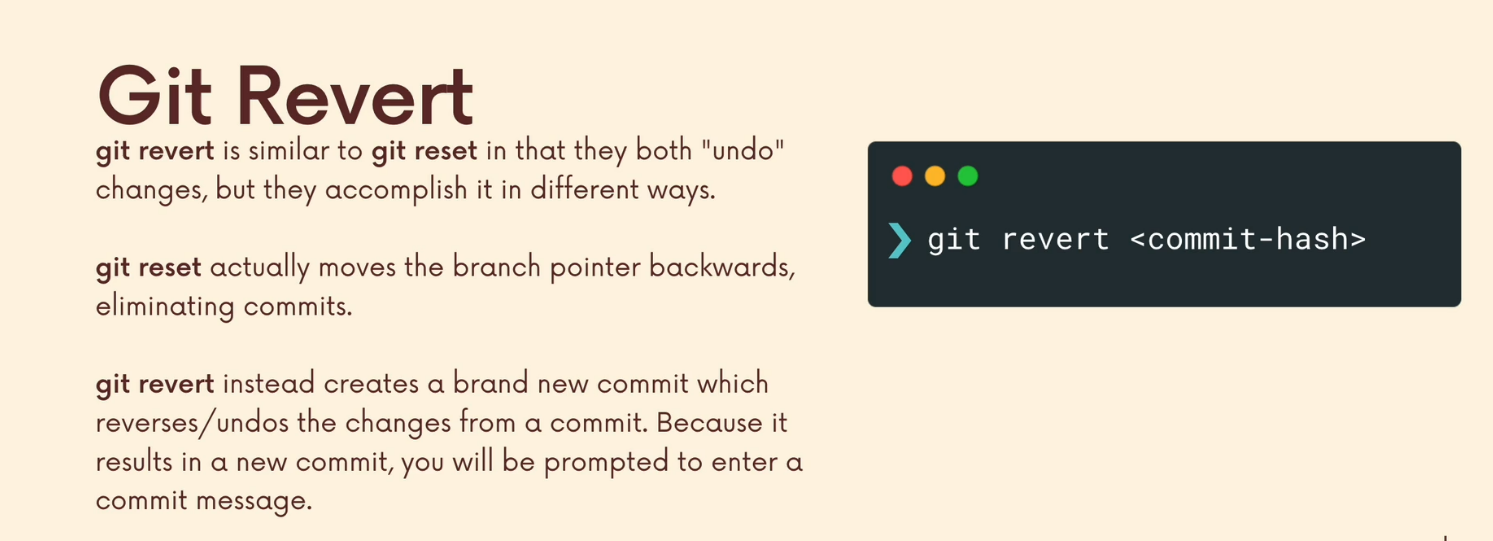 Git Revert
git revert is similar to git reset in that they both "undo"
changes, but they accomplish it in different ways.
git reset actually moves the branch pointer backwards,
eliminating commits.
git revert instead creates a brand new commit which
reverses/undos the changes from a commit. Because it
results in a new commit, you will be prompted to enter a
commit message.
❯ git revert <commit-hash>